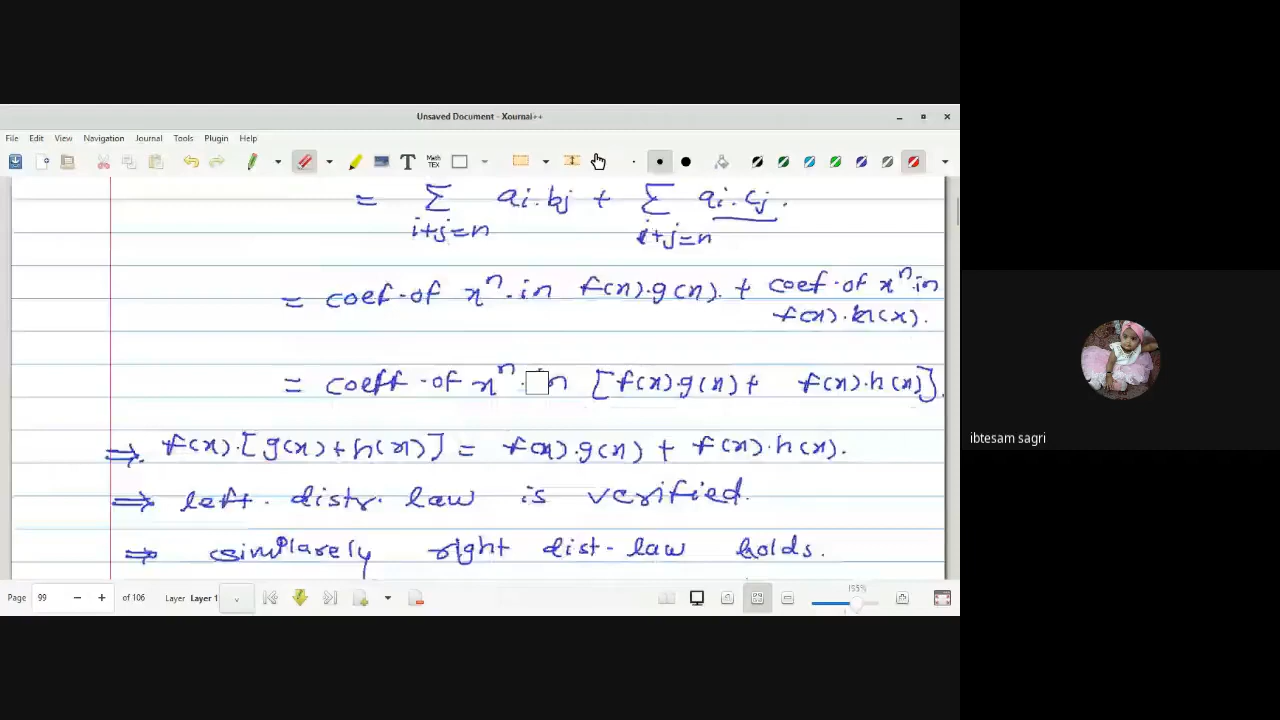 Unsaved Document - Xournal++
File Edit View Navigation Journal Tools Plugin Help
= Σ ai.bj + Σ ai.cj.
i+j=n i+j=n
= coef.of xⁿ.in f(x).g(x). + coef.of xⁿ.in
f(x).h(x).
= coeff.of xⁿ.in [f(x).g(x)+ f(x).h(x)].
⇒. f(x).[g(x)+h(x)] = f(x).g(x) + f(x).h(x).
⇒ left. distr. law is verified.
⇒ similarely right dist-law holds.
ibtesam sagri
Page 99 of 106 Layer Layer 1